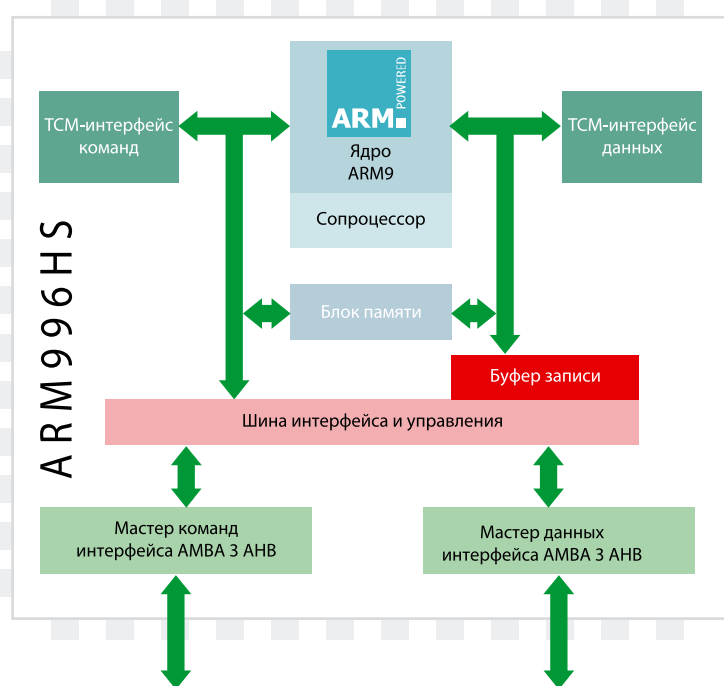 ARM996HS
TCM-интерфейс
команд
ARM
POWERED
Ядро
ARM9
Сопроцессор
TCM-интерфейс
данных
Блок памяти
Буфер записи
Шина интерфейса и управления
Мастер команд
интерфейса AMBA 3 AHB
Мастер данных
интерфейса AMBA 3 AHB